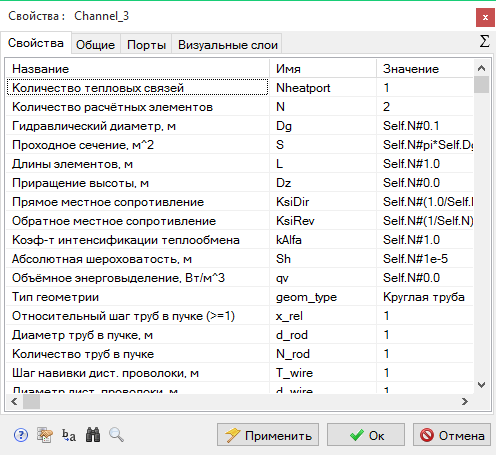 Свойства : Channel_3
Свойства Общие Порты Визуальные слои Σ
Название Имя Значение
Количество тепловых связей Nheatport 1
Количество расчётных элементов N 2
Гидравлический диаметр, м Dg Self.N#0.1
Проходное сечение, м^2 S Self.N#pi*Self.Dg
Длины элементов, м L Self.N#1.0
Приращение высоты, м Dz Self.N#0.0
Прямое местное сопротивление KsiDir Self.N#(1.0/Self.
Обратное местное сопротивление KsiRev Self.N#(1/Self.N)
Коэф-т интенсификации теплообмена kAlfa Self.N#1.0
Абсолютная шероховатость, м Sh Self.N#1e-5
Объёмное энерговыделение, Вт/м^3 qv Self.N#0.0
Тип геометрии geom_type Круглая труба
Относительный шаг труб в пучке (>=1) x_rel 1
Диаметр труб в пучке, м d_rod 1
Количество труб в пучке N_rod 1
Шаг навивки дист. проволоки, м T_wire 1
Диаметр дист. проволоки, м d_wire 1
Применить Ок Отмена